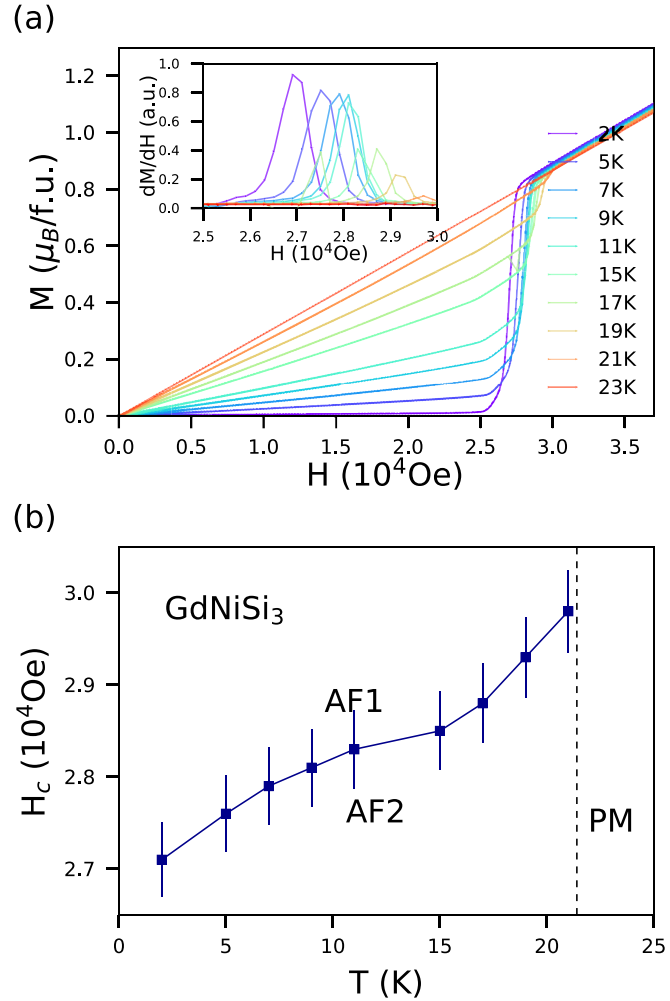 (a)
M (μ_B/f.u.)
1.2
1.0
0.8
0.6
0.4
0.2
0.0
0.0 0.5 1.0 1.5 2.0 2.5 3.0 3.5
H (10⁴Oe)
dM/dH (a.u.)
1.0
0.8
0.6
0.4
0.2
0.0
2.5 2.6 2.7 2.8 2.9 3.0
H (10⁴Oe)
2K
5K
7K
9K
11K
15K
17K
19K
21K
23K
(b)
H_c (10⁴Oe)
3.0
2.9
2.8
2.7
GdNiSi₃
AF1
AF2
PM
0 5 10 15 20 25
T (K)